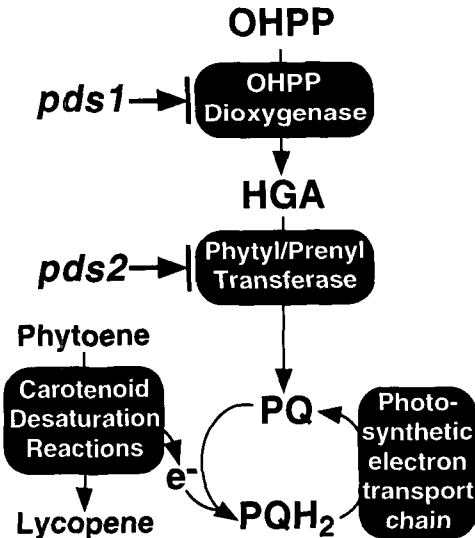 OHPP
pds1
OHPP
Dioxygenase
HGA
pds2
Phytyl/Prenyl
Transferase
Phytoene
Carotenoid
Desaturation
Reactions
Lycopene
e-
PQ
PQH2
Photo-
synthetic
electron
transport
chain